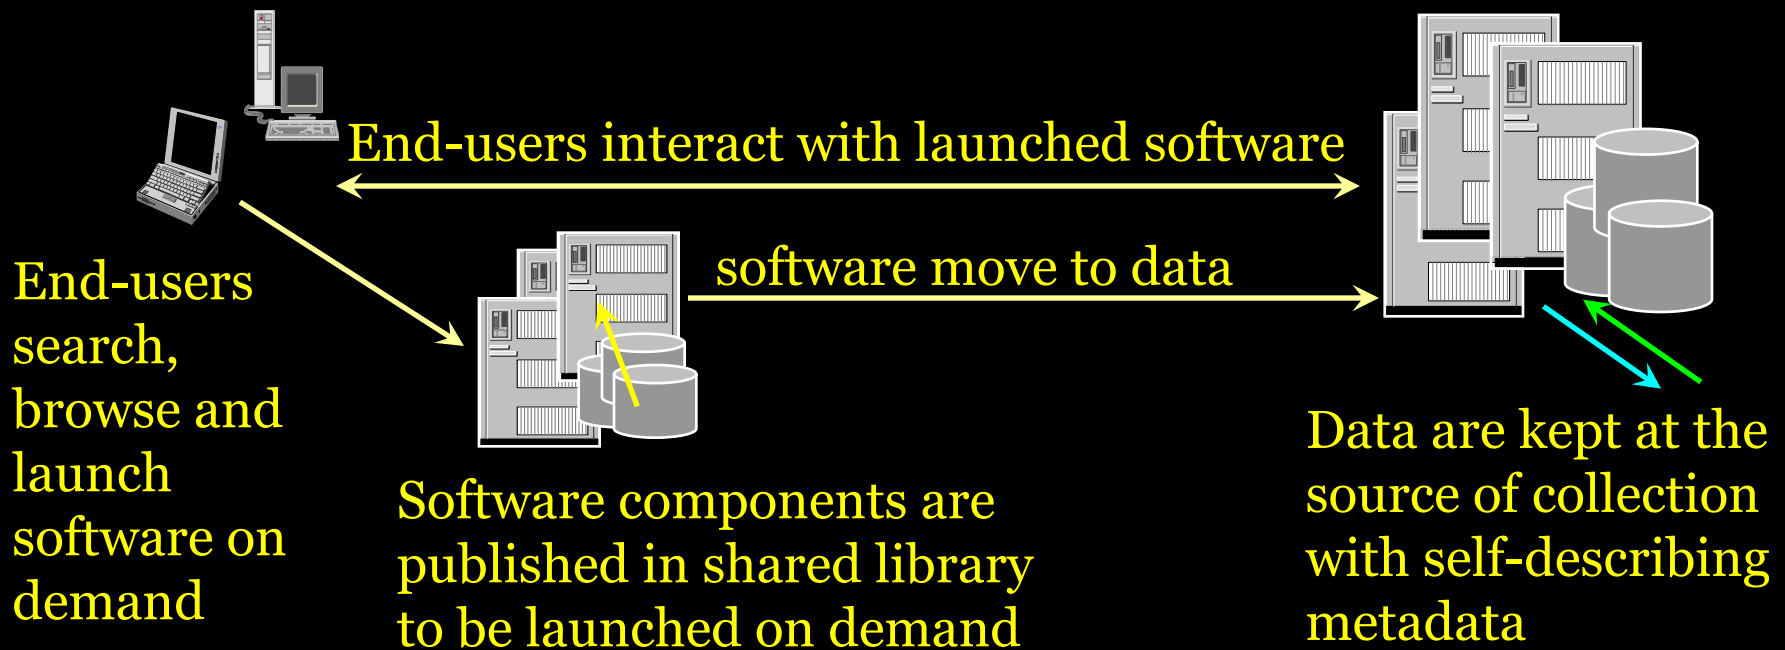 End-users interact with launched software
software move to data
End-users
search,
browse and
launch
software on
demand
Software components are
published in shared library
to be launched on demand
Data are kept at the
source of collection
with self-describing
metadata